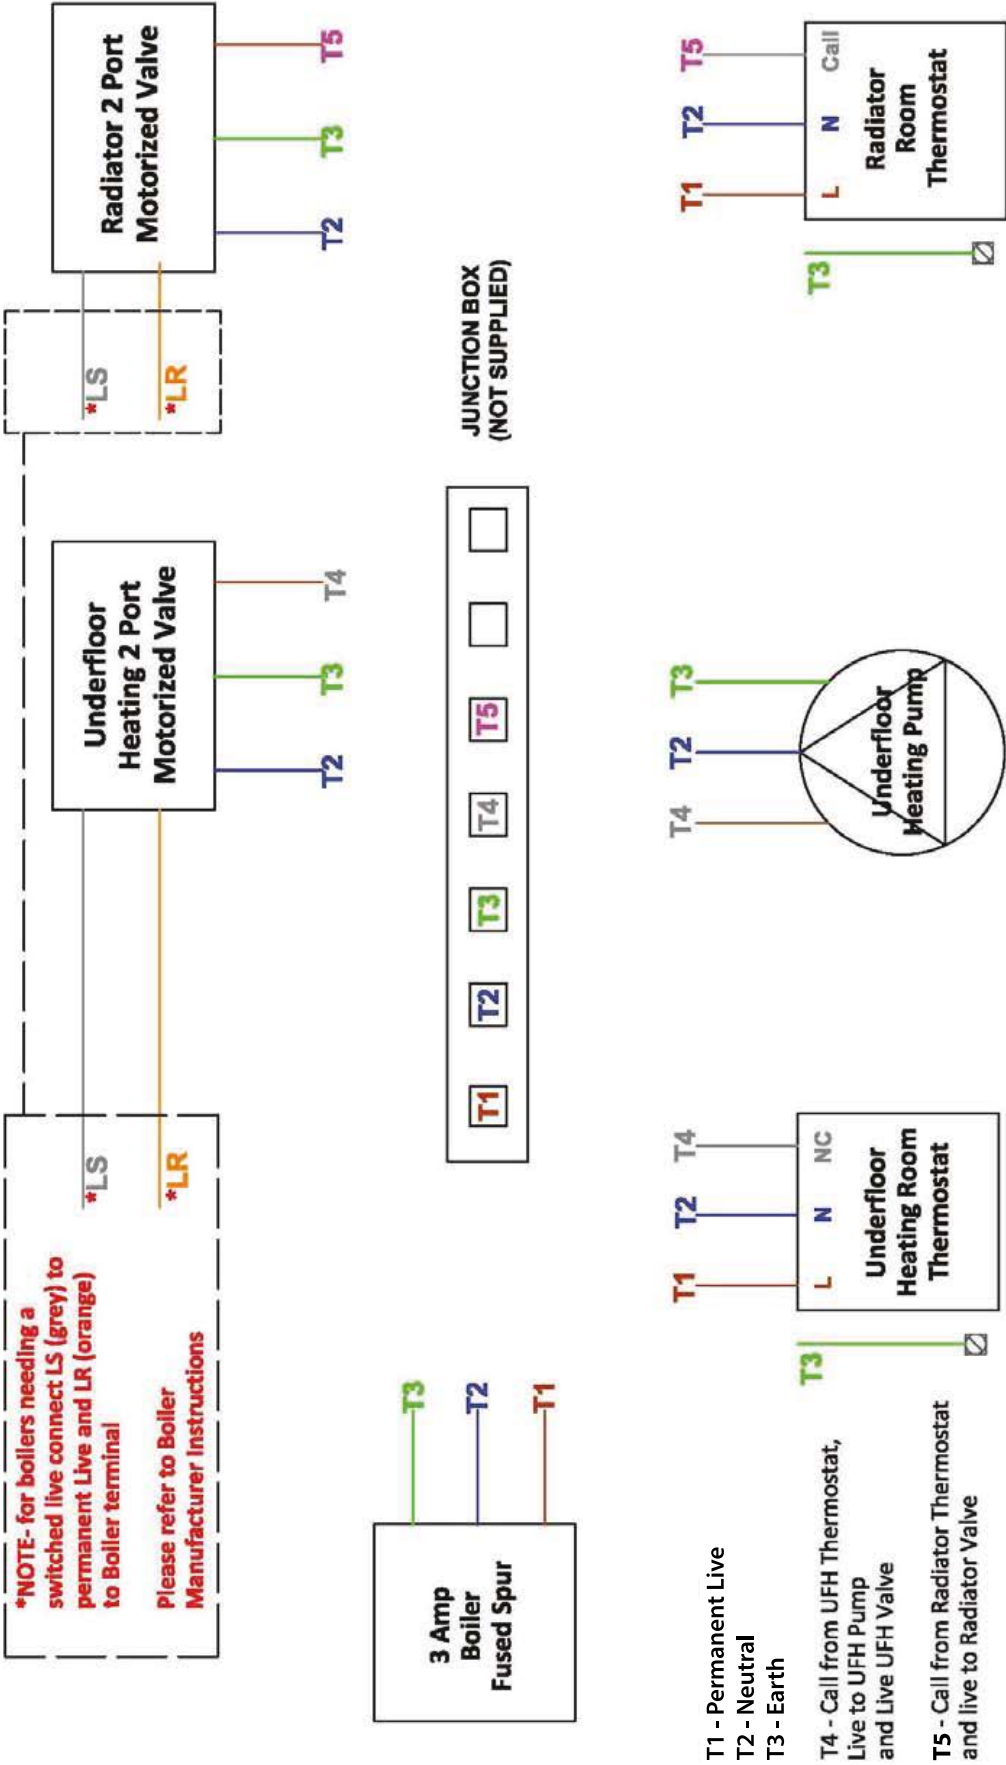 *NOTE- for boilers needing a
switched live connect LS (grey) to
permanent Live and LR (orange)
to Boiler terminal
Please refer to Boiler
Manufacturer Instructions
*LS
*LR
Underfloor
Heating 2 Port
Motorized Valve
T2
T3
T4
*LS
*LR
Radiator 2 Port
Motorized Valve
T2
T3
T5
3 Amp
Boiler
Fused Spur
T3
T2
T1
T1
T2
T3
T4
T5
JUNCTION BOX
(NOT SUPPLIED)
T1 - Permanent Live
T2 - Neutral
T3 - Earth
T4 - Call from UFH Thermostat,
Live to UFH Pump
and Live UFH Valve
T5 - Call from Radiator Thermostat
and live to Radiator Valve
T3
T1
T2
T4
L
N
NC
Underfloor
Heating Room
Thermostat
T4
T2
T3
Underfloor
Heating Pump
T3
T1
T2
T5
L
N
Call
Radiator
Room
Thermostat